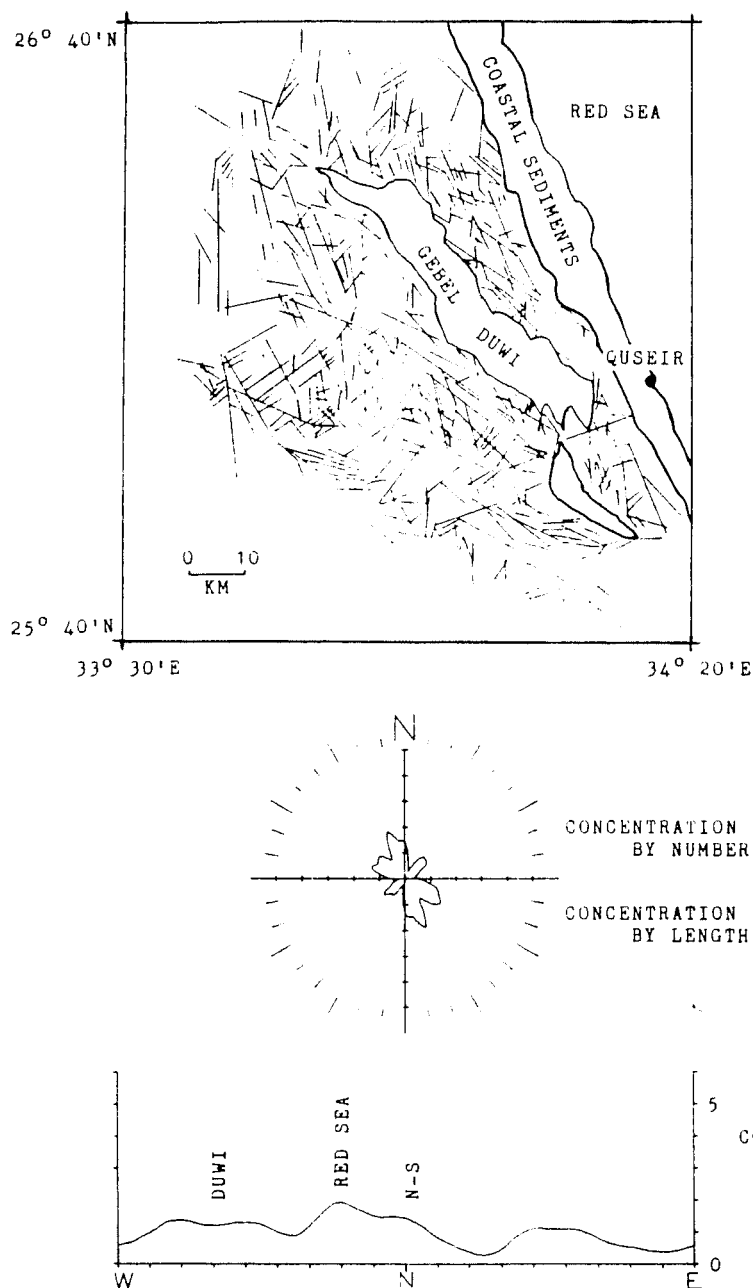 26° 40'N
COASTAL SEDIMENTS
RED SEA
GEBEL
DUWI
QUSEIR
0 10
KM
25° 40'N
33° 30'E
34° 20'E
N
CONCENTRATION
BY NUMBER
CONCENTRATION
BY LENGTH
DUWI
RED SEA
N-S
5
0
W
N
E